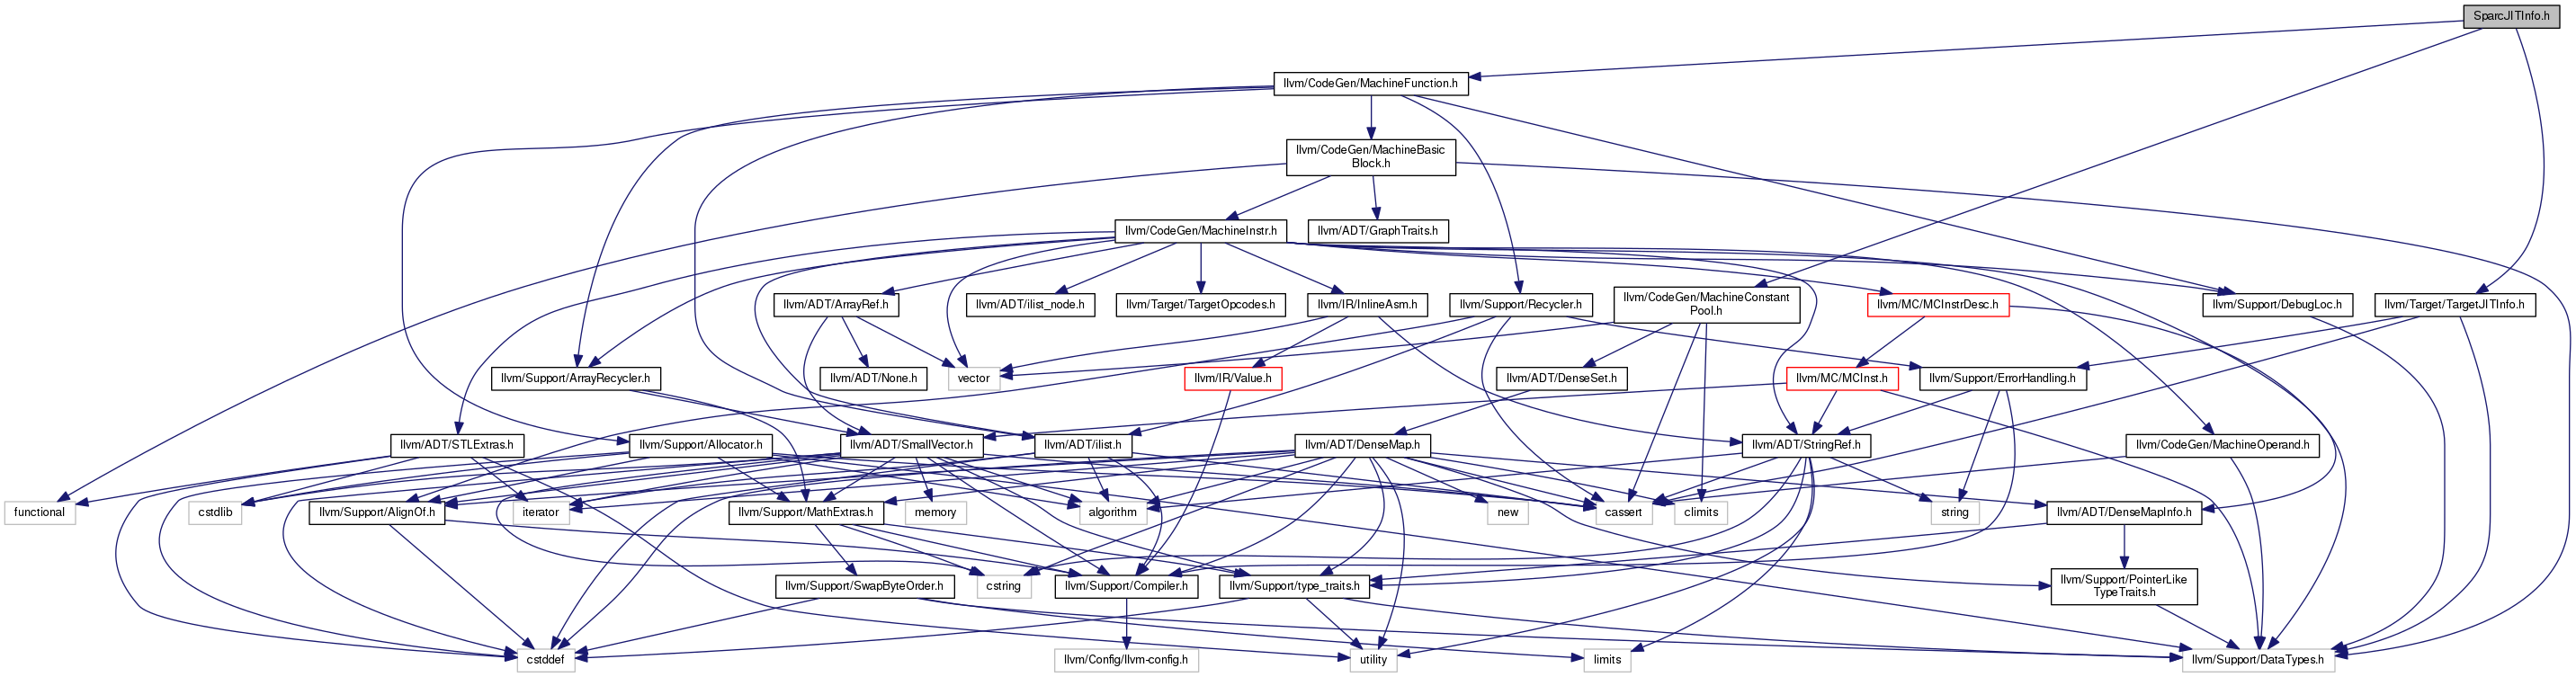 SparcJITInfo.h
llvm/CodeGen/MachineFunction.h
llvm/CodeGen/MachineBasic
Block.h
llvm/CodeGen/MachineInstr.h
llvm/ADT/GraphTraits.h
llvm/ADT/ArrayRef.h
llvm/ADT/ilist_node.h
llvm/Target/TargetOpcodes.h
llvm/IR/InlineAsm.h
llvm/Support/Recycler.h
llvm/CodeGen/MachineConstant
Pool.h
llvm/MC/MCInstrDesc.h
llvm/Support/DebugLoc.h
llvm/Target/TargetJITInfo.h
llvm/Support/ArrayRecycler.h
llvm/ADT/None.h
vector
llvm/IR/Value.h
llvm/ADT/DenseSet.h
llvm/MC/MCInst.h
llvm/Support/ErrorHandling.h
llvm/ADT/STLExtras.h
llvm/Support/Allocator.h
llvm/ADT/SmallVector.h
llvm/ADT/ilist.h
llvm/ADT/DenseMap.h
llvm/ADT/StringRef.h
llvm/CodeGen/MachineOperand.h
functional
cstdlib
llvm/Support/AlignOf.h
iterator
algorithm
llvm/Support/MathExtras.h
memory
new
cassert
climits
string
llvm/ADT/DenseMapInfo.h
llvm/Support/SwapByteOrder.h
cstring
llvm/Support/Compiler.h
llvm/Support/type_traits.h
llvm/Support/PointerLike
TypeTraits.h
cstddef
llvm/Config/llvm-config.h
utility
limits
llvm/Support/DataTypes.h